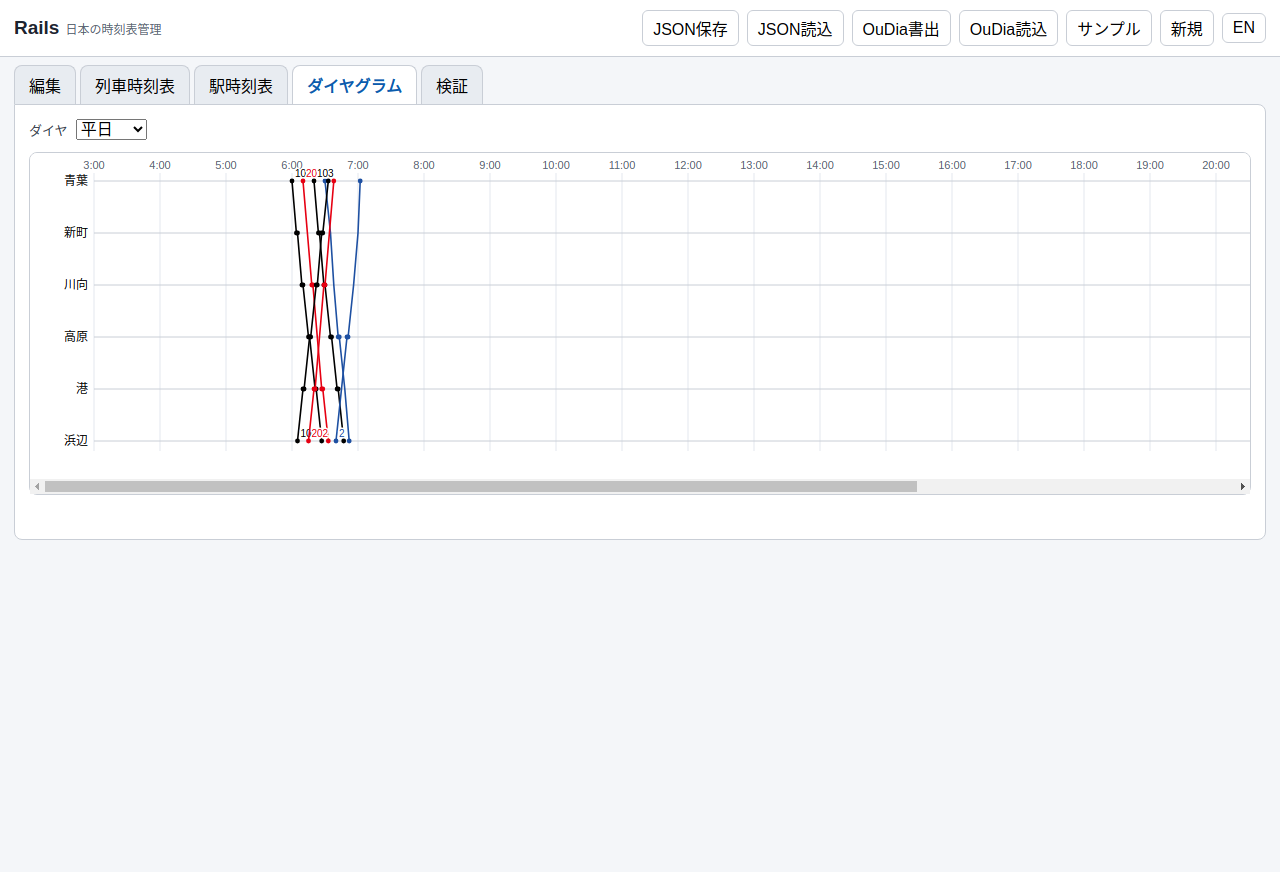 Rails 日本の時刻表管理
JSON保存 JSON読込 OuDia書出 OuDia読込 サンプル 新規 EN
編集 列車時刻表 駅時刻表 ダイヤグラム 検証
ダイヤ 平日
3:00 4:00 5:00 6:00 7:00 8:00 9:00 10:00 11:00 12:00 13:00 14:00 15:00 16:00 17:00 18:00 19:00 20:00
103
青葉
新町
川向
高原
港
202
浜辺